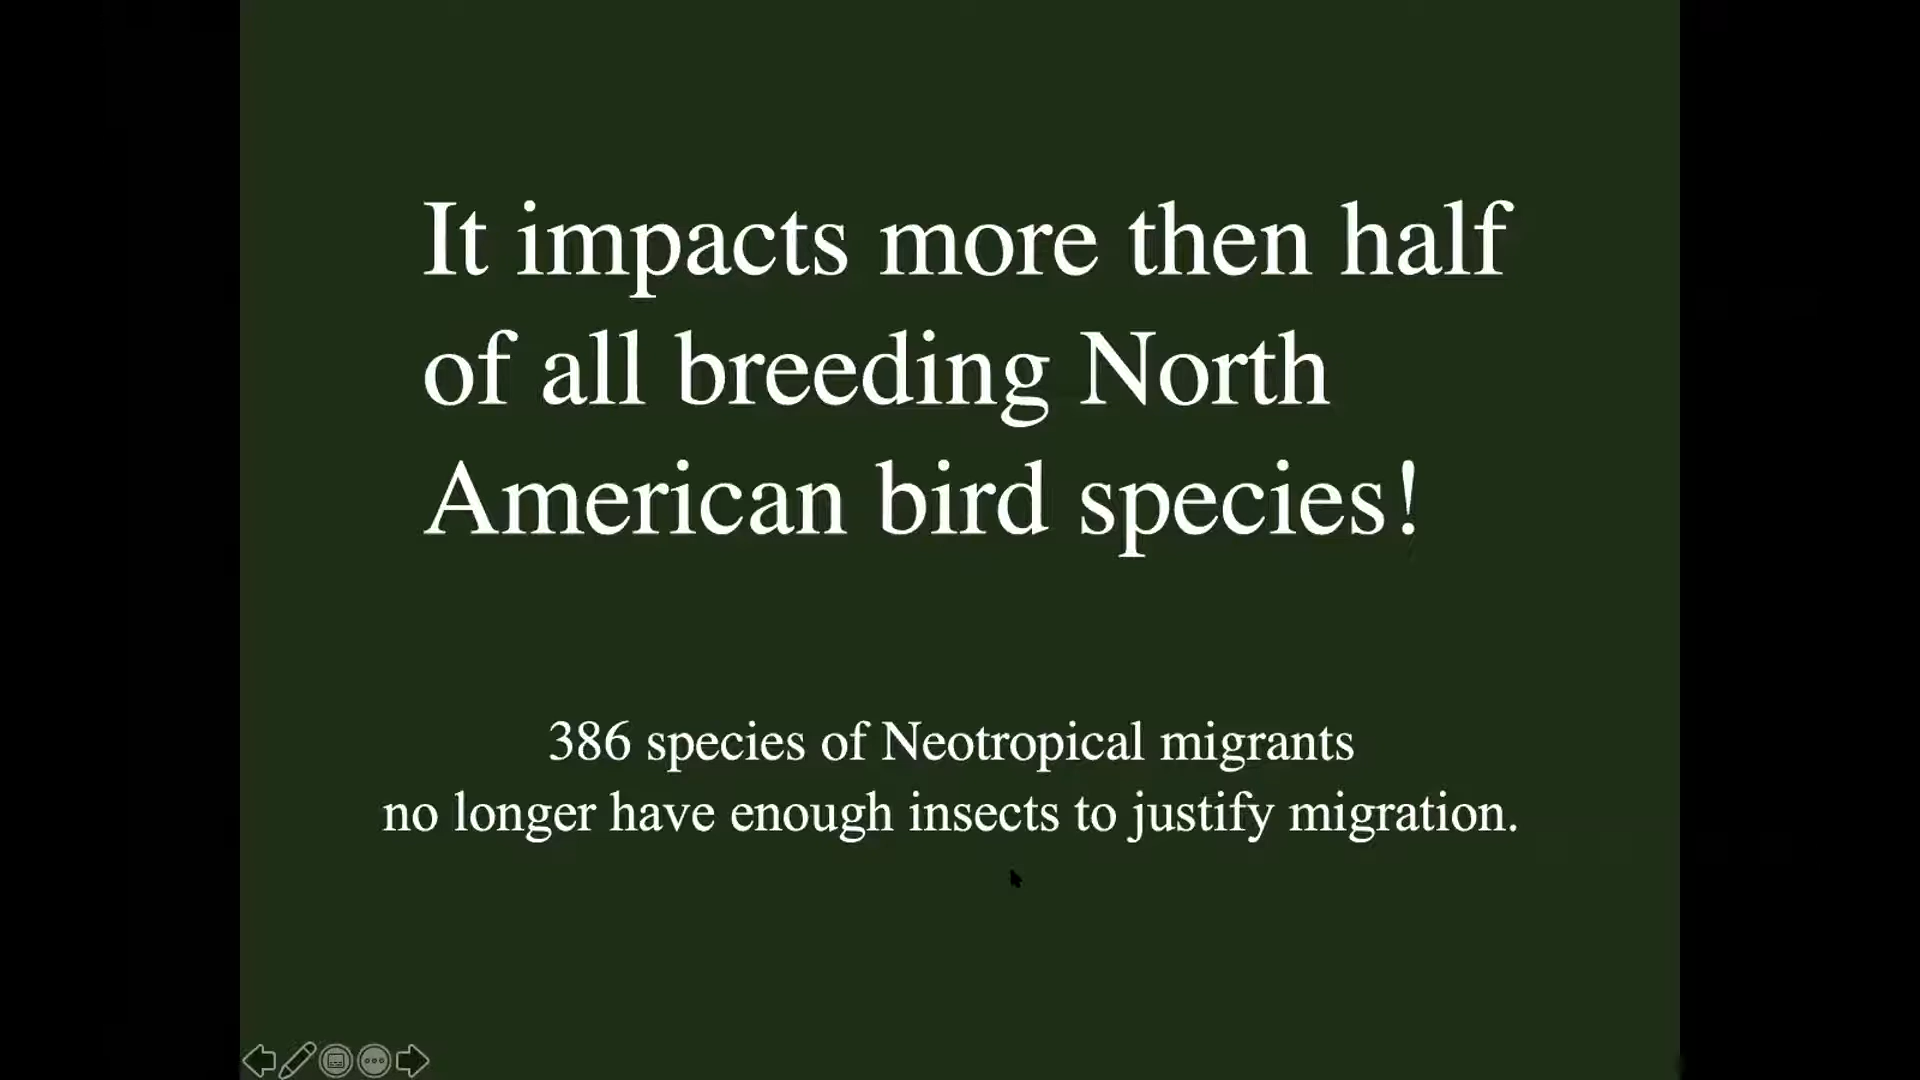 It impacts more then half
of all breeding North
American bird species!
386 species of Neotropical migrants
no longer have enough insects to justify migration.